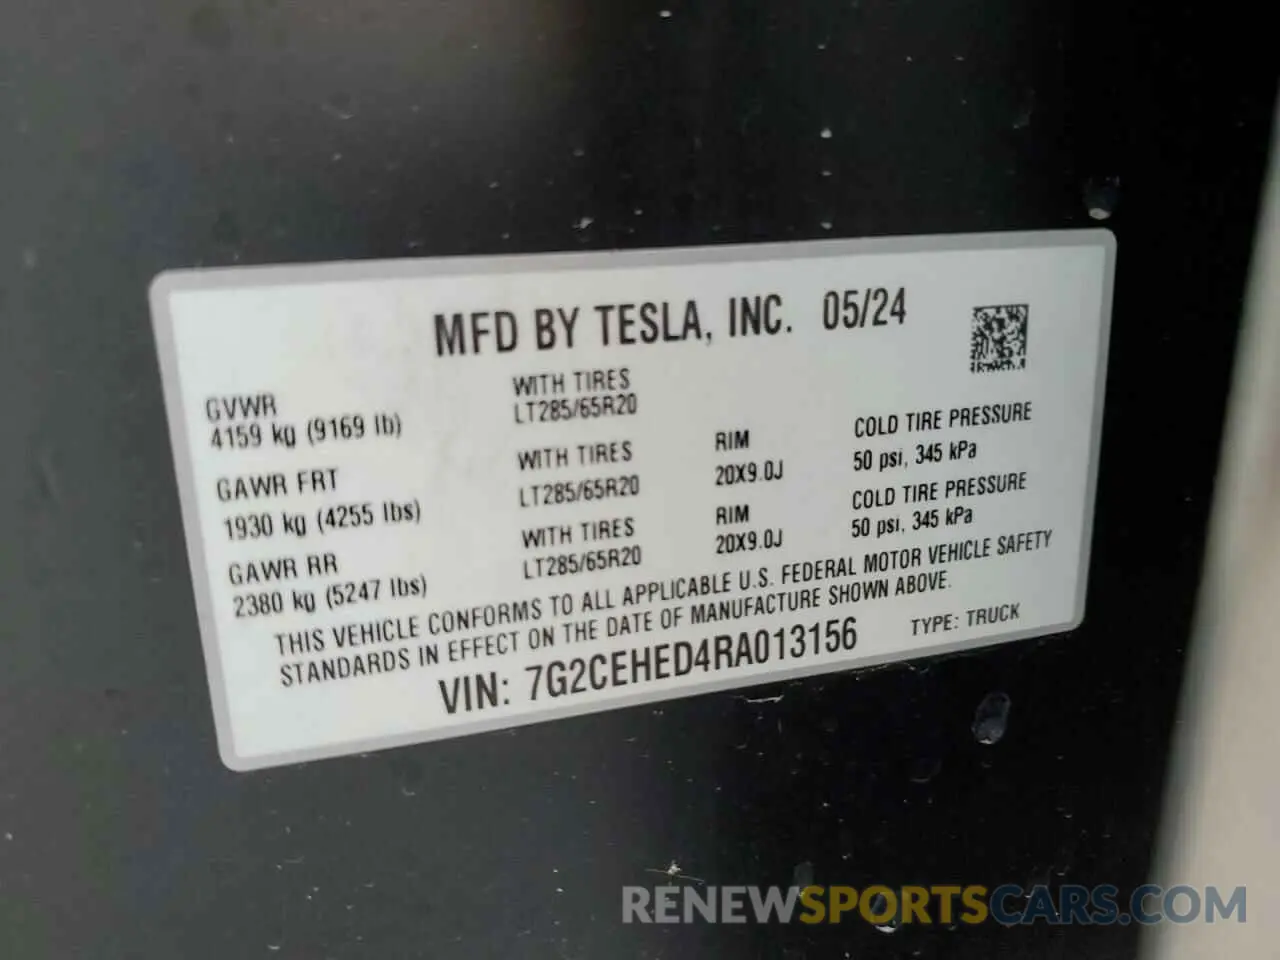 MFD BY TESLA, INC. 05/24
GVWR WITH TIRES
4159 kg (9169 lb) LT285/65R20
GAWR FRT WITH TIRES RIM COLD TIRE PRESSURE
1930 kg (4255 lbs) LT285/65R20 20X9.0J 50 psi, 345 kPa
GAWR RR WITH TIRES RIM COLD TIRE PRESSURE
2380 kg (5247 lbs) LT285/65R20 20X9.0J 50 psi, 345 kPa
THIS VEHICLE CONFORMS TO ALL APPLICABLE U.S. FEDERAL MOTOR VEHICLE SAFETY
STANDARDS IN EFFECT ON THE DATE OF MANUFACTURE SHOWN ABOVE.
VIN: 7G2CEHED4RA013156 TYPE: TRUCK
RENEWSPORTSCARS.COM